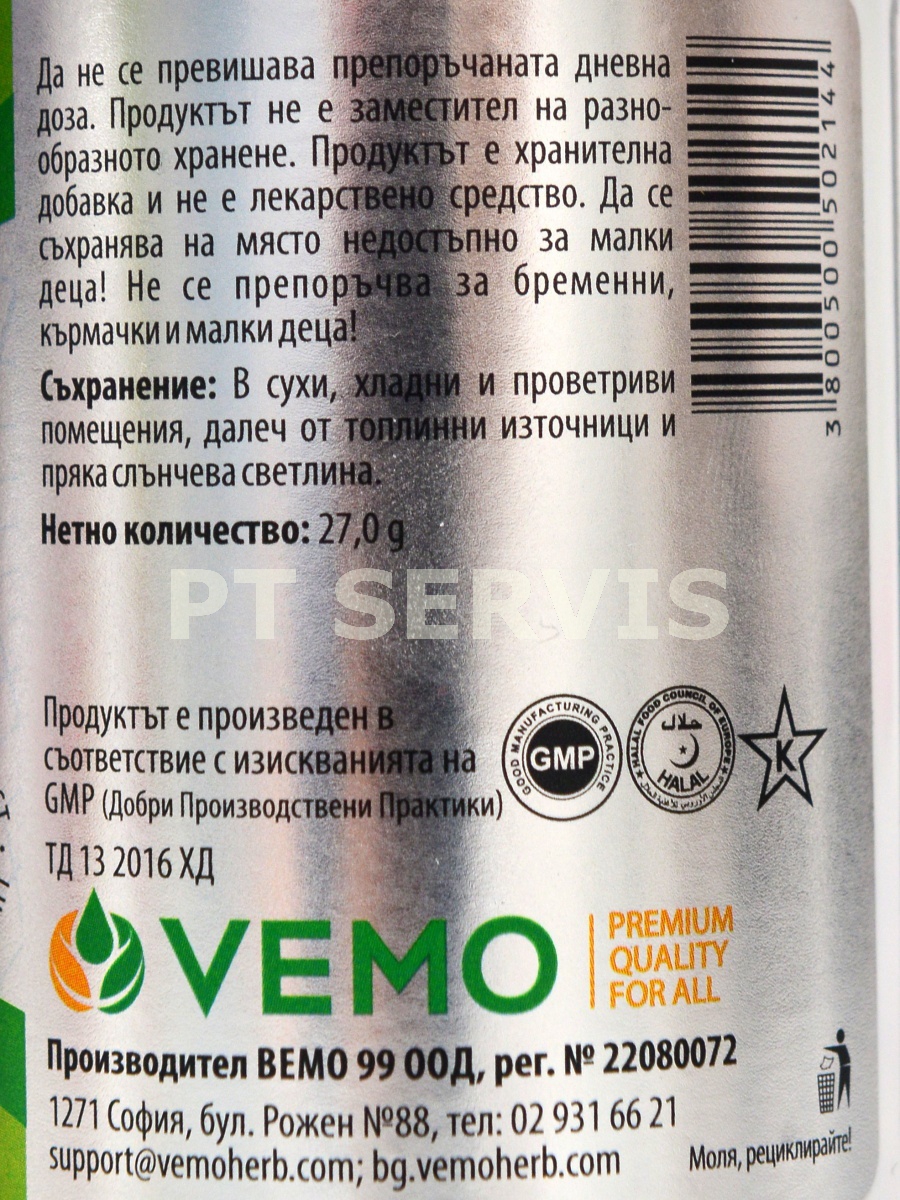 Да не се превишава препоръчаната дневна
доза. Продуктът не е заместител на разно-
образното хранене. Продуктът е хранителна
добавка и не е лекарствено средство. Да се
съхранява на място недостъпно за малки
деца! Не се препоръчва за бременни,
кърмачки и малки деца!
Съхранение: В сухи, хладни и проветриви
помещения, далеч от топлинни източници и
пряка слънчева светлина.
Нетно количество: 27,0 g
3800500502144
PT SERVIS
Продуктът е произведен в
съответствие с изискванията на
GMP (Добри Производствени Практики)
GOOD MANUFACTURING PRACTICE
GMP
HALAL FOOD COUNCIL OF EUROPE
حلال
HALAL
K
ТД 13 2016 ХД
VEMO
PREMIUM
QUALITY
FOR ALL
Производител ВЕМО 99 ООД, рег. № 22080072
1271 София, бул. Рожен №88, тел: 02 931 66 21
support@vemoherb.com; bg.vemoherb.com
Моля, рециклирайте!